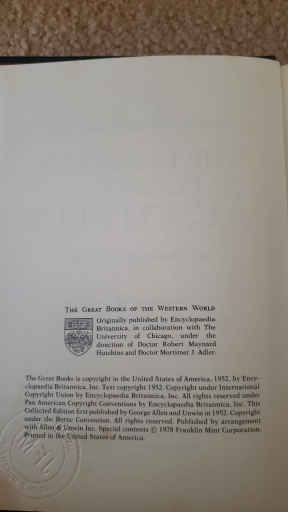 THE GREAT BOOKS OF THE WESTERN WORLD
Originally published by Encyclopaedia
Britannica, in collaboration with The
University of Chicago, under the
direction of Doctor Robert Maynard
Hutchins and Doctor Mortimer J. Adler.
The Great Books is copyright in the United States of America, 1952, by Ency-
clopaedia Britannica, Inc. Text copyright 1952. Copyright under International
Copyright Union by Encyclopaedia Britannica, Inc. All rights reserved under
Pan American Copyright Conventions by Encyclopaedia Britannica, Inc. This
Collected Edition first published by George Allen and Unwin in 1952. Copyright
under the Berne Convention. All rights reserved. Published by arrangement
with Allen & Unwin Inc. Special contents © 1978 Franklin Mint Corporation.
Printed in the United States of America.